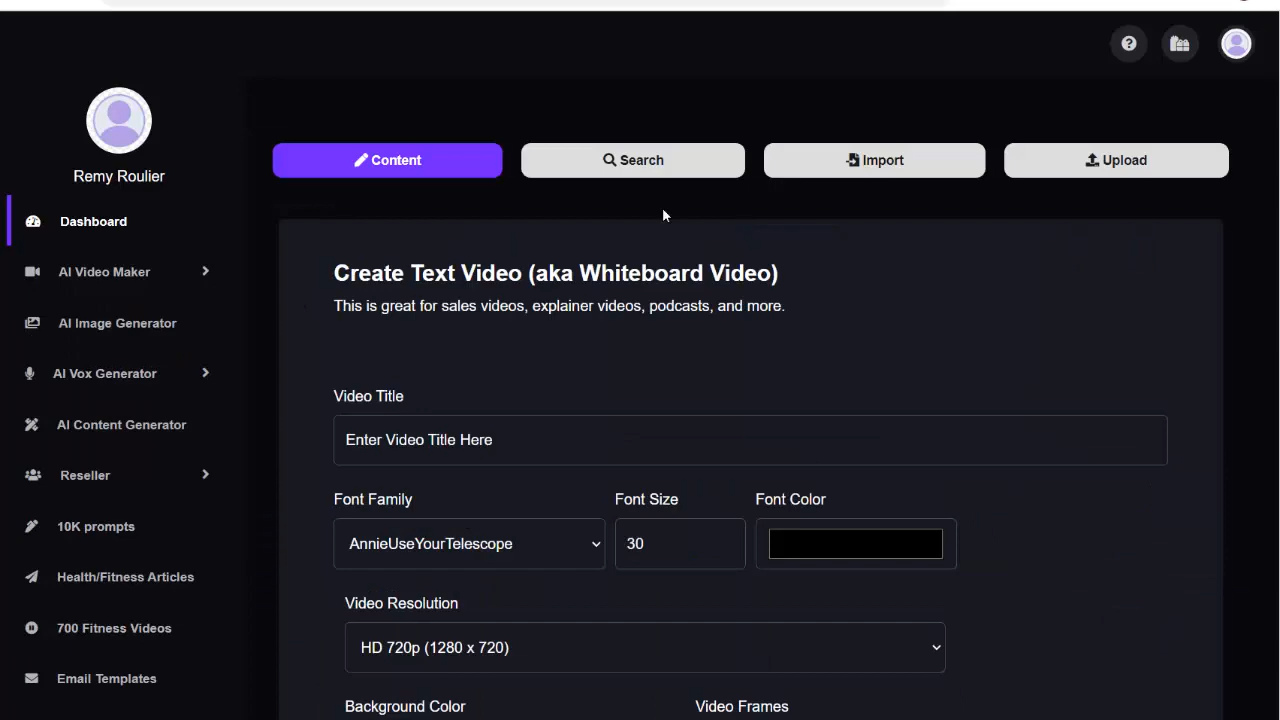 Remy Roulier
Dashboard
AI Video Maker
AI Image Generator
AI Vox Generator
AI Content Generator
Reseller
10K prompts
Health/Fitness Articles
700 Fitness Videos
Email Templates
Content
Search
Import
Upload
Create Text Video (aka Whiteboard Video)
This is great for sales videos, explainer videos, podcasts, and more.
Video Title
Enter Video Title Here
Font Family
Font Size
Font Color
AnnieUseYourTelescope
30
Video Resolution
HD 720p (1280 x 720)
Background Color
Video Frames